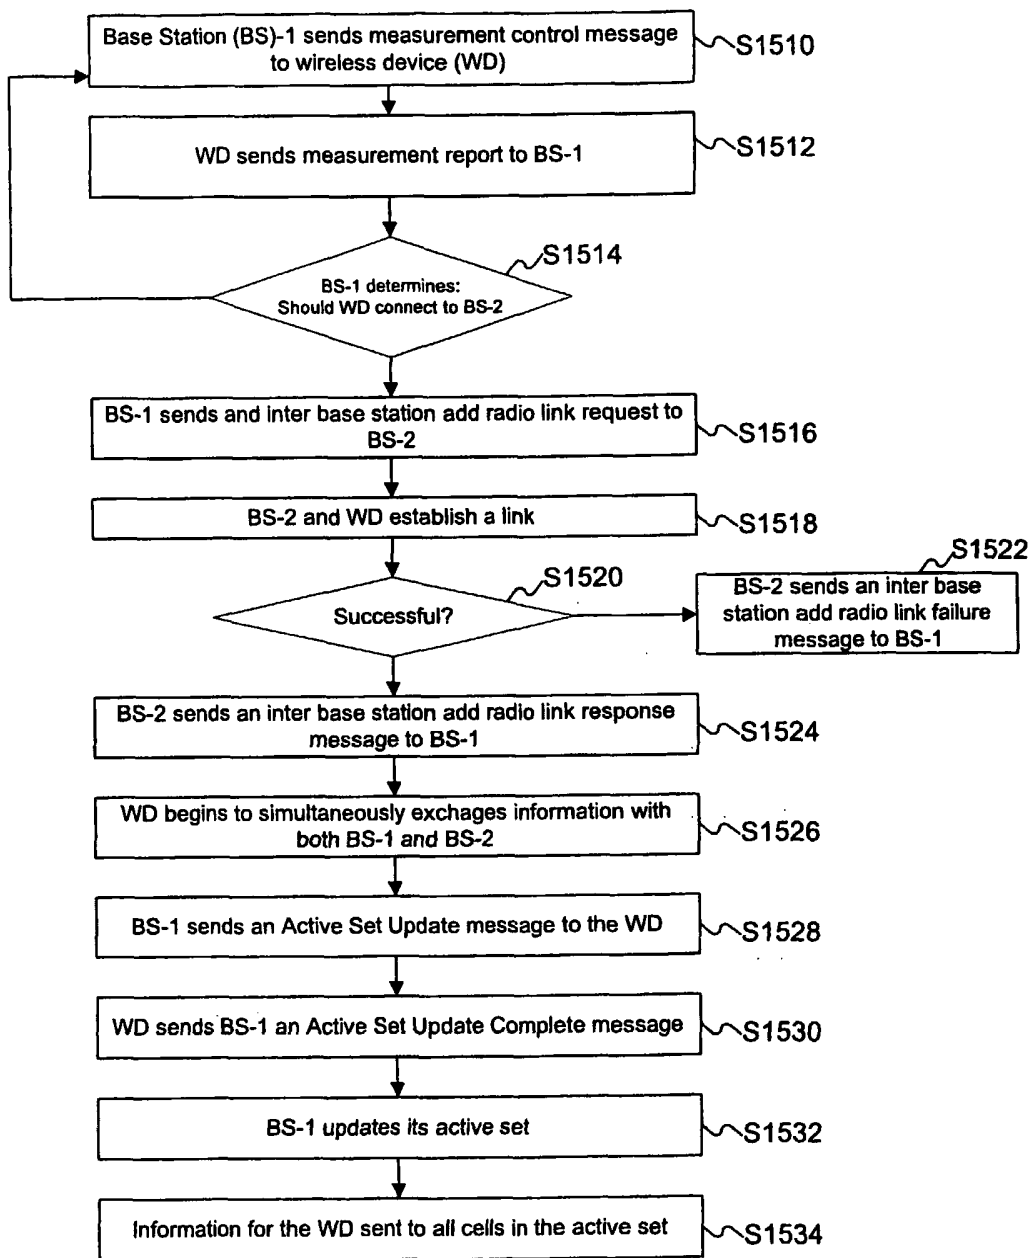 Base Station (BS)-1 sends measurement control message
to wireless device (WD)
S1510
WD sends measurement report to BS-1
S1512
S1514
BS-1 determines:
Should WD connect to BS-2
BS-1 sends and inter base station add radio link request to
BS-2
S1516
BS-2 and WD establish a link
S1518
S1520
Successful?
S1522
BS-2 sends an inter base
station add radio link failure
message to BS-1
BS-2 sends an inter base station add radio link response
message to BS-1
S1524
WD begins to simultaneously exchages information with
both BS-1 and BS-2
S1526
BS-1 sends an Active Set Update message to the WD
S1528
WD sends BS-1 an Active Set Update Complete message
S1530
BS-1 updates its active set
S1532
Information for the WD sent to all cells in the active set
S1534